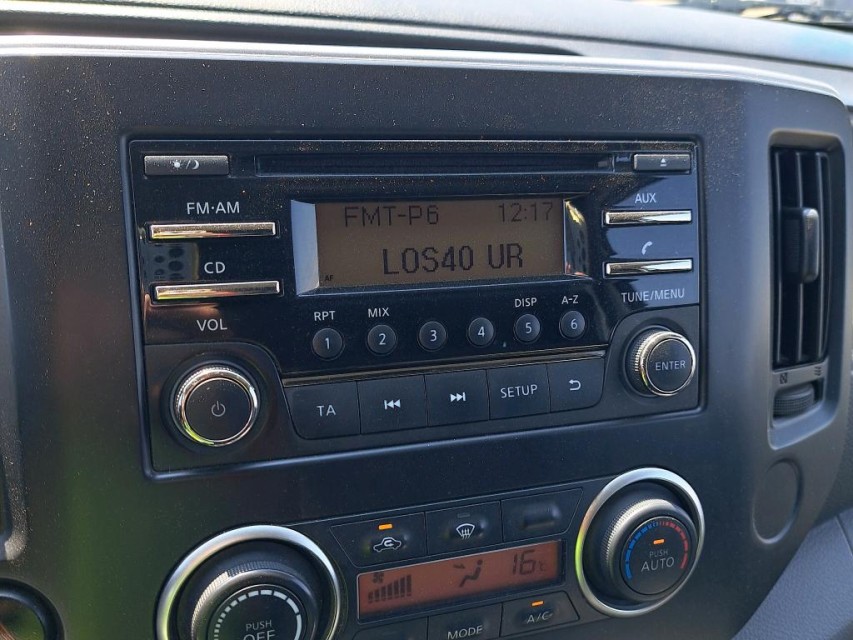 FM·AM
AUX
FMT-P6 12:17
LOS40 UR
AF
CD
VOL
TUNE/MENU
RPT MIX DISP A-Z
1 2 3 4 5 6
ENTER
TA SETUP
PUSH
AUTO
16°C
PUSH
OFF
MODE
A/C